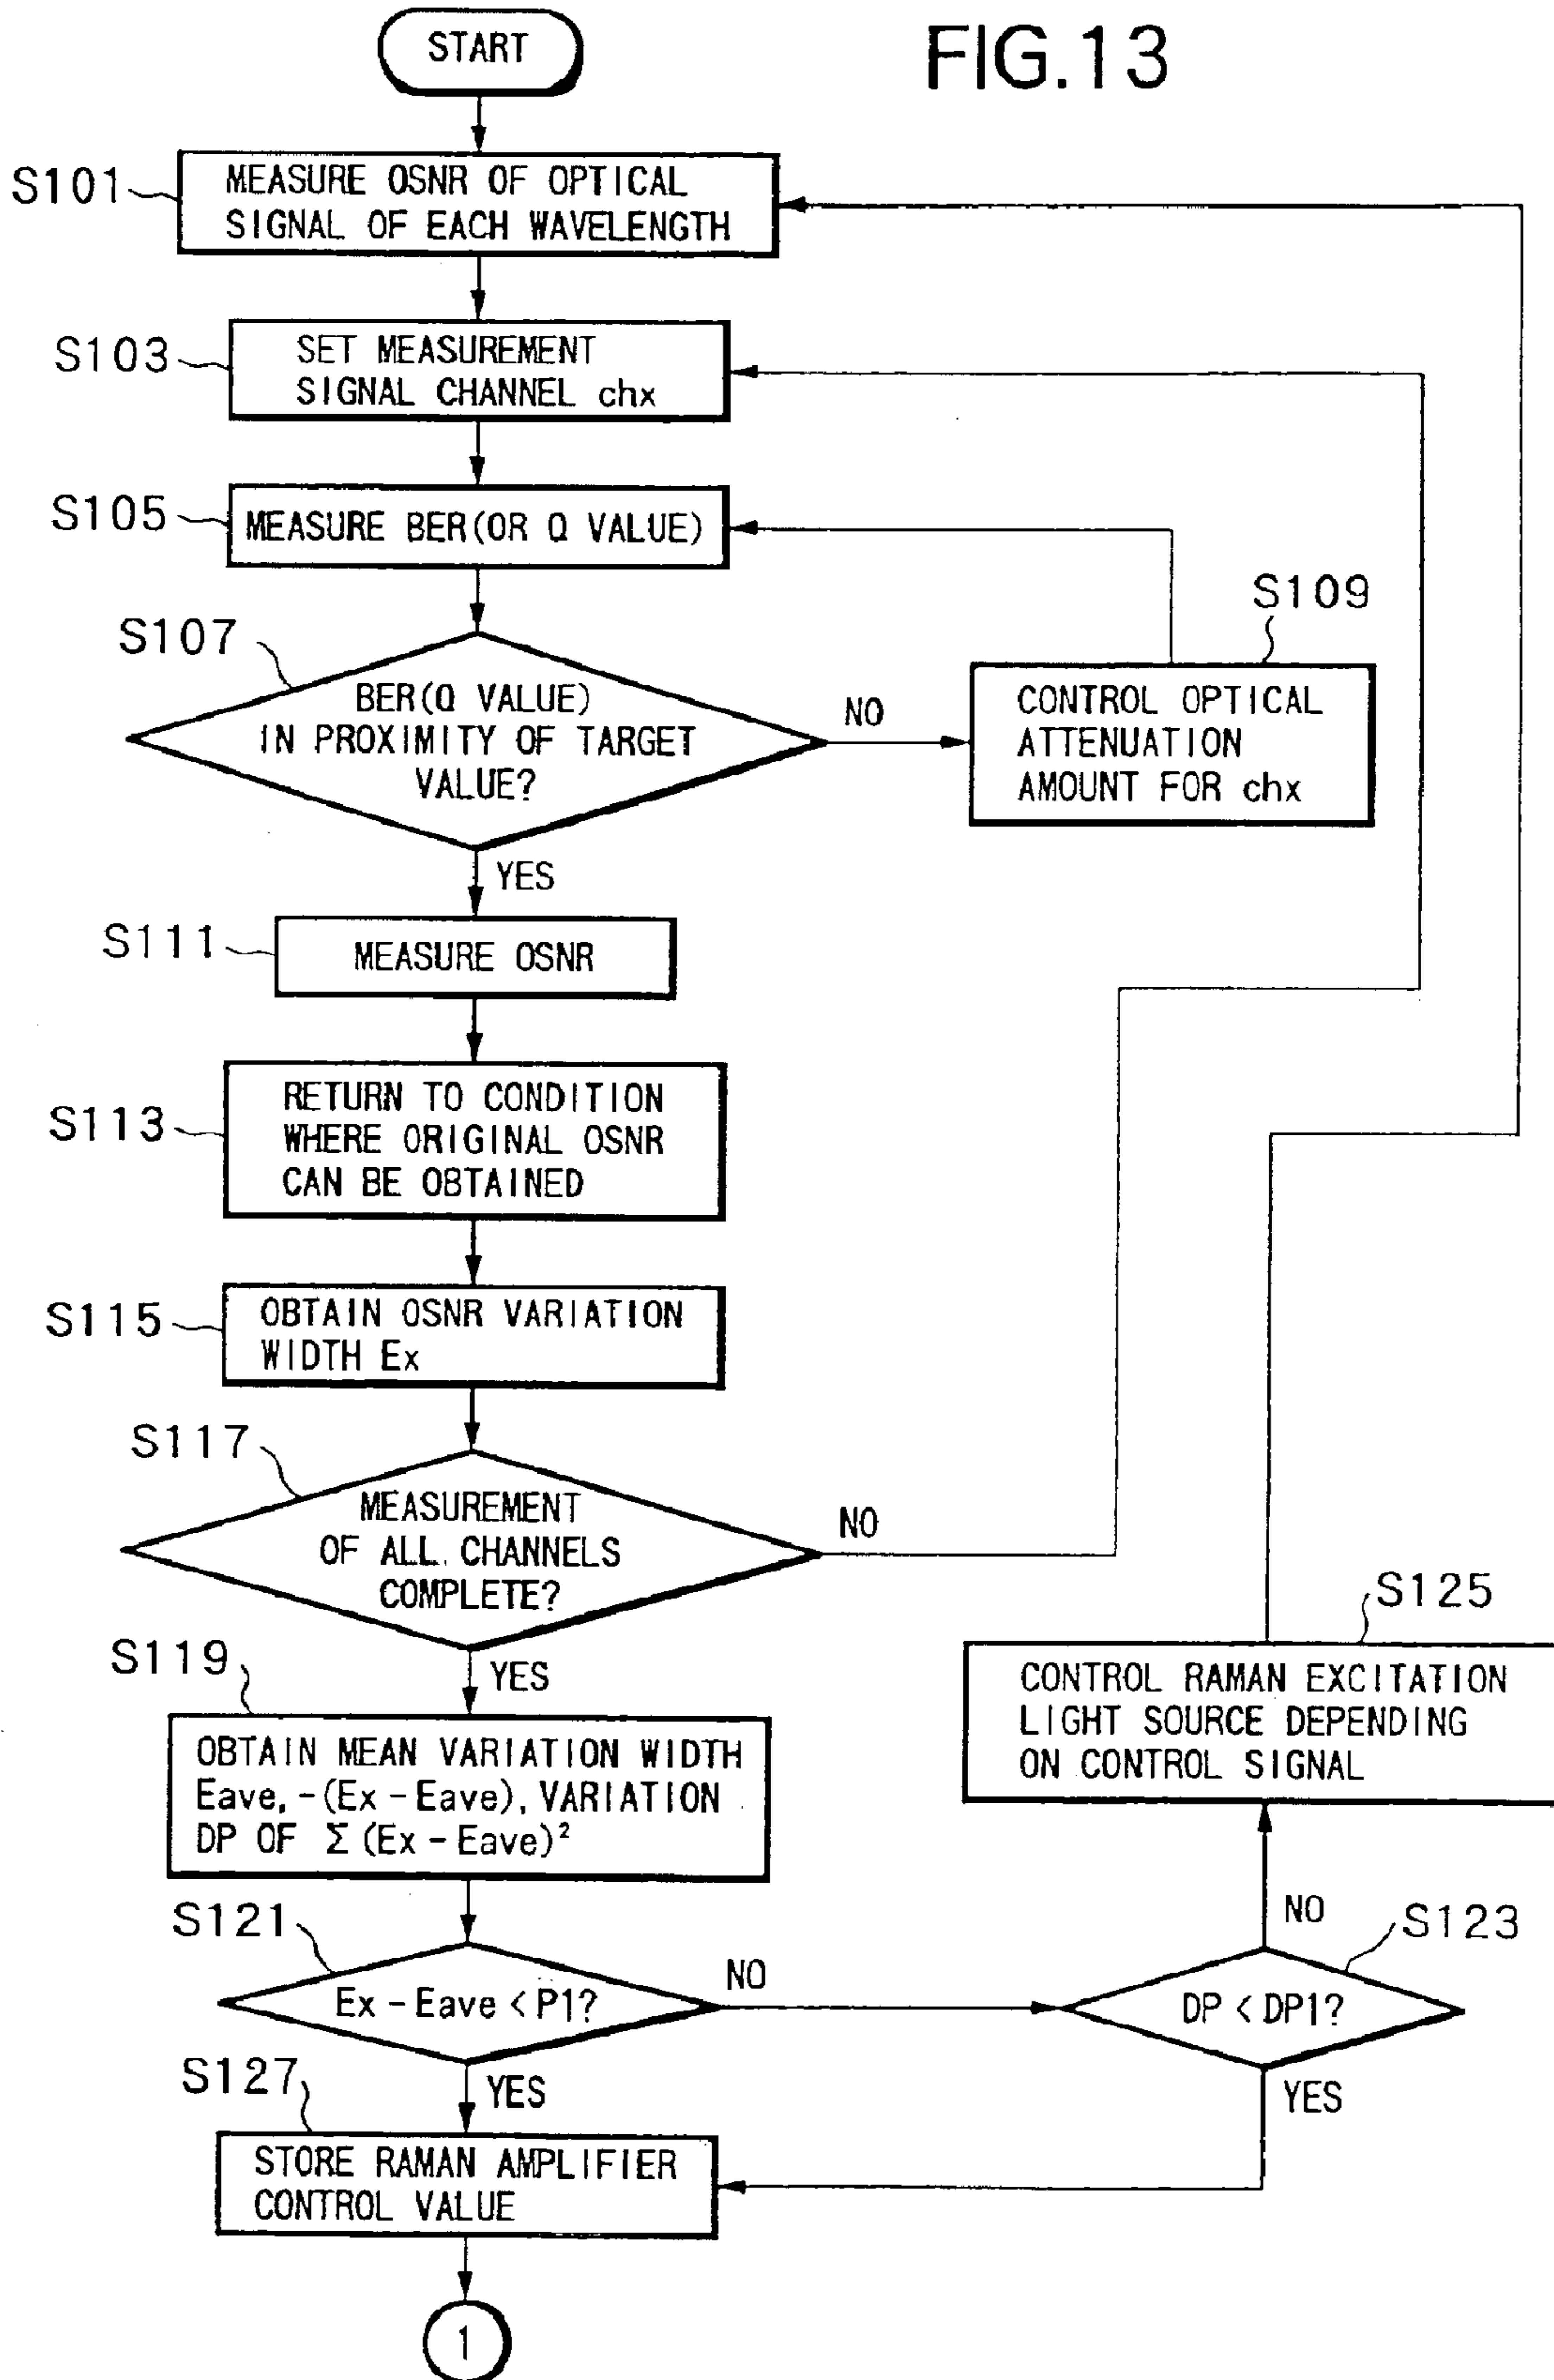 FIG.13
START
S101
MEASURE OSNR OF OPTICAL
SIGNAL OF EACH WAVELENGTH
S103
SET MEASUREMENT
SIGNAL CHANNEL chx
S105
MEASURE BER(OR Q VALUE)
S107
BER(Q VALUE)
IN PROXIMITY OF TARGET
VALUE?
NO
S109
CONTROL OPTICAL
ATTENUATION
AMOUNT FOR chx
YES
S111
MEASURE OSNR
S113
RETURN TO CONDITION
WHERE ORIGINAL OSNR
CAN BE OBTAINED
S115
OBTAIN OSNR VARIATION
WIDTH Ex
S117
MEASUREMENT
OF ALL CHANNELS
COMPLETE?
NO
YES
S119
OBTAIN MEAN VARIATION WIDTH
Eave, -(Ex - Eave), VARIATION
DP OF Σ (Ex - Eave)²
S121
Ex - Eave < P1?
NO
S123
DP < DP1?
NO
S125
CONTROL RAMAN EXCITATION
LIGHT SOURCE DEPENDING
ON CONTROL SIGNAL
YES
YES
S127
STORE RAMAN AMPLIFIER
CONTROL VALUE
1